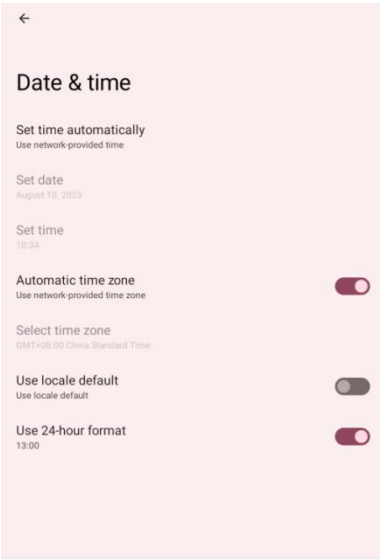 Date & time
Set time automatically
Use network-provided time
Set date
August 10, 2023
Set time
10:34
Automatic time zone
Use network-provided time zone
Select time zone
GMT+08:00 China Standard Time
Use locale default
Use locale default
Use 24-hour format
13:00